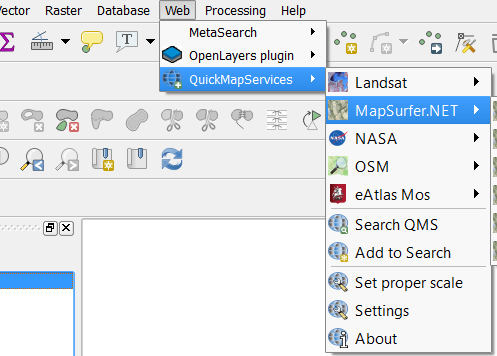 Vector Raster Database Web Processing Help
MetaSearch
OpenLayers plugin
QuickMapServices
Landsat
MapSurfer.NET
NASA
OSM
eAtlas Mos
Search QMS
Add to Search
Set proper scale
Settings
About